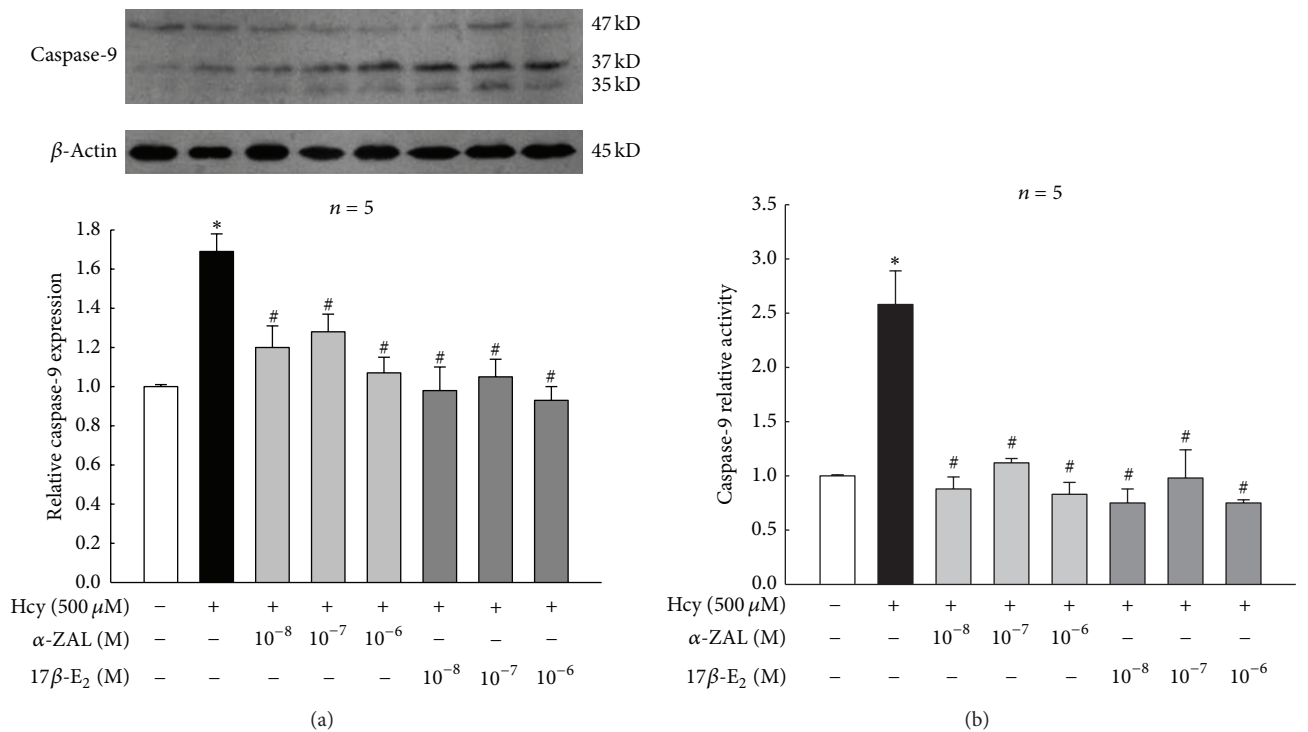 Caspase-9
47 kD
37 kD
35 kD
β-Actin
45 kD
n = 5
Relative caspase-9 expression
1.8
1.6
1.4
1.2
1.0
0.8
0.6
0.4
0.2
0.0
*
#
#
#
#
#
#
Hcy (500 μM) − + + + + + + +
α-ZAL (M) − − 10⁻⁸ 10⁻⁷ 10⁻⁶ − − −
17β-E₂ (M) − − − − − 10⁻⁸ 10⁻⁷ 10⁻⁶
(a)
n = 5
Caspase-9 relative activity
3.5
3.0
2.5
2.0
1.5
1.0
0.5
0.0
*
#
#
#
#
#
#
Hcy (500 μM) − + + + + + + +
α-ZAL (M) − − 10⁻⁸ 10⁻⁷ 10⁻⁶ − − −
17β-E₂ (M) − − − − − 10⁻⁸ 10⁻⁷ 10⁻⁶
(b)